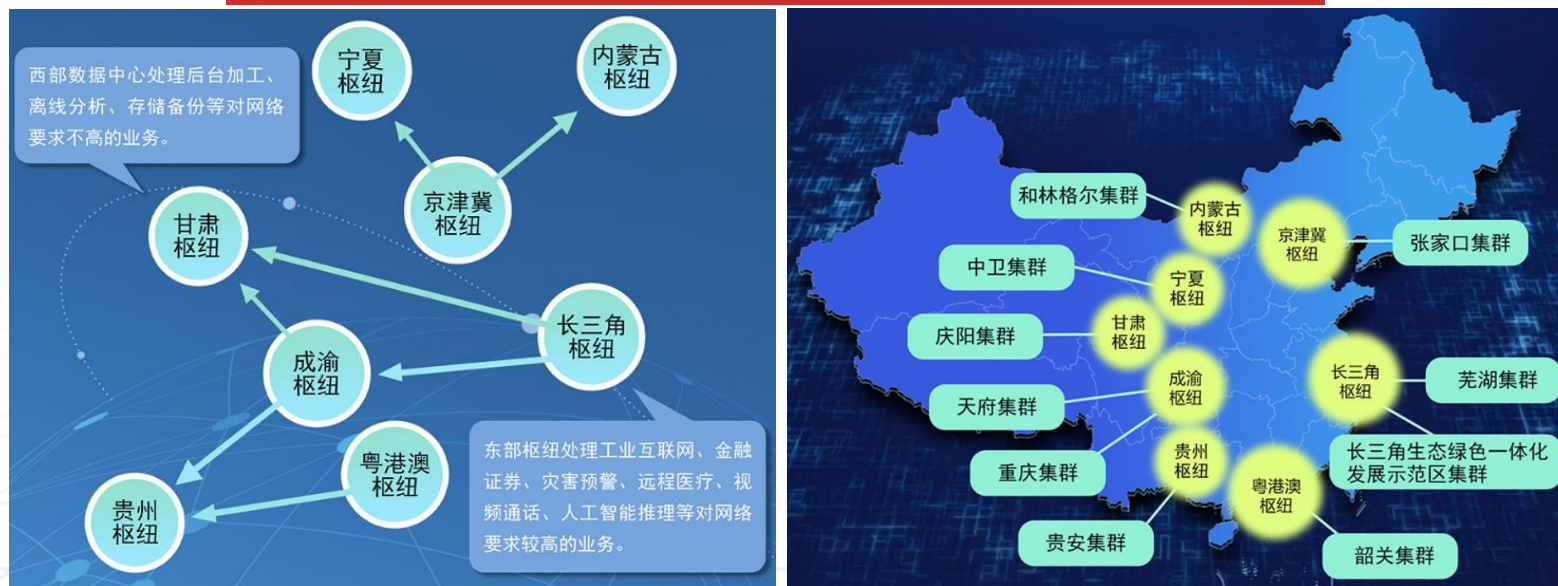 西部数据中心处理后台加工、
离线分析、存储备份等对网络
要求不高的业务。
宁夏
枢纽
内蒙古
枢纽
京津冀
枢纽
甘肃
枢纽
长三角
枢纽
成渝
枢纽
粤港澳
枢纽
贵州
枢纽
东部枢纽处理工业互联网、金融
证券、灾害预警、远程医疗、视
频通话、人工智能推理等对网络
要求较高的业务。
和林格尔集群
内蒙古
枢纽
京津冀
枢纽
张家口集群
中卫集群
宁夏
枢纽
庆阳集群
甘肃
枢纽
天府集群
成渝
枢纽
长三角
枢纽
芜湖集群
重庆集群
贵州
枢纽
长三角生态绿色一体化
发展示范区集群
粤港澳
枢纽
贵安集群
韶关集群